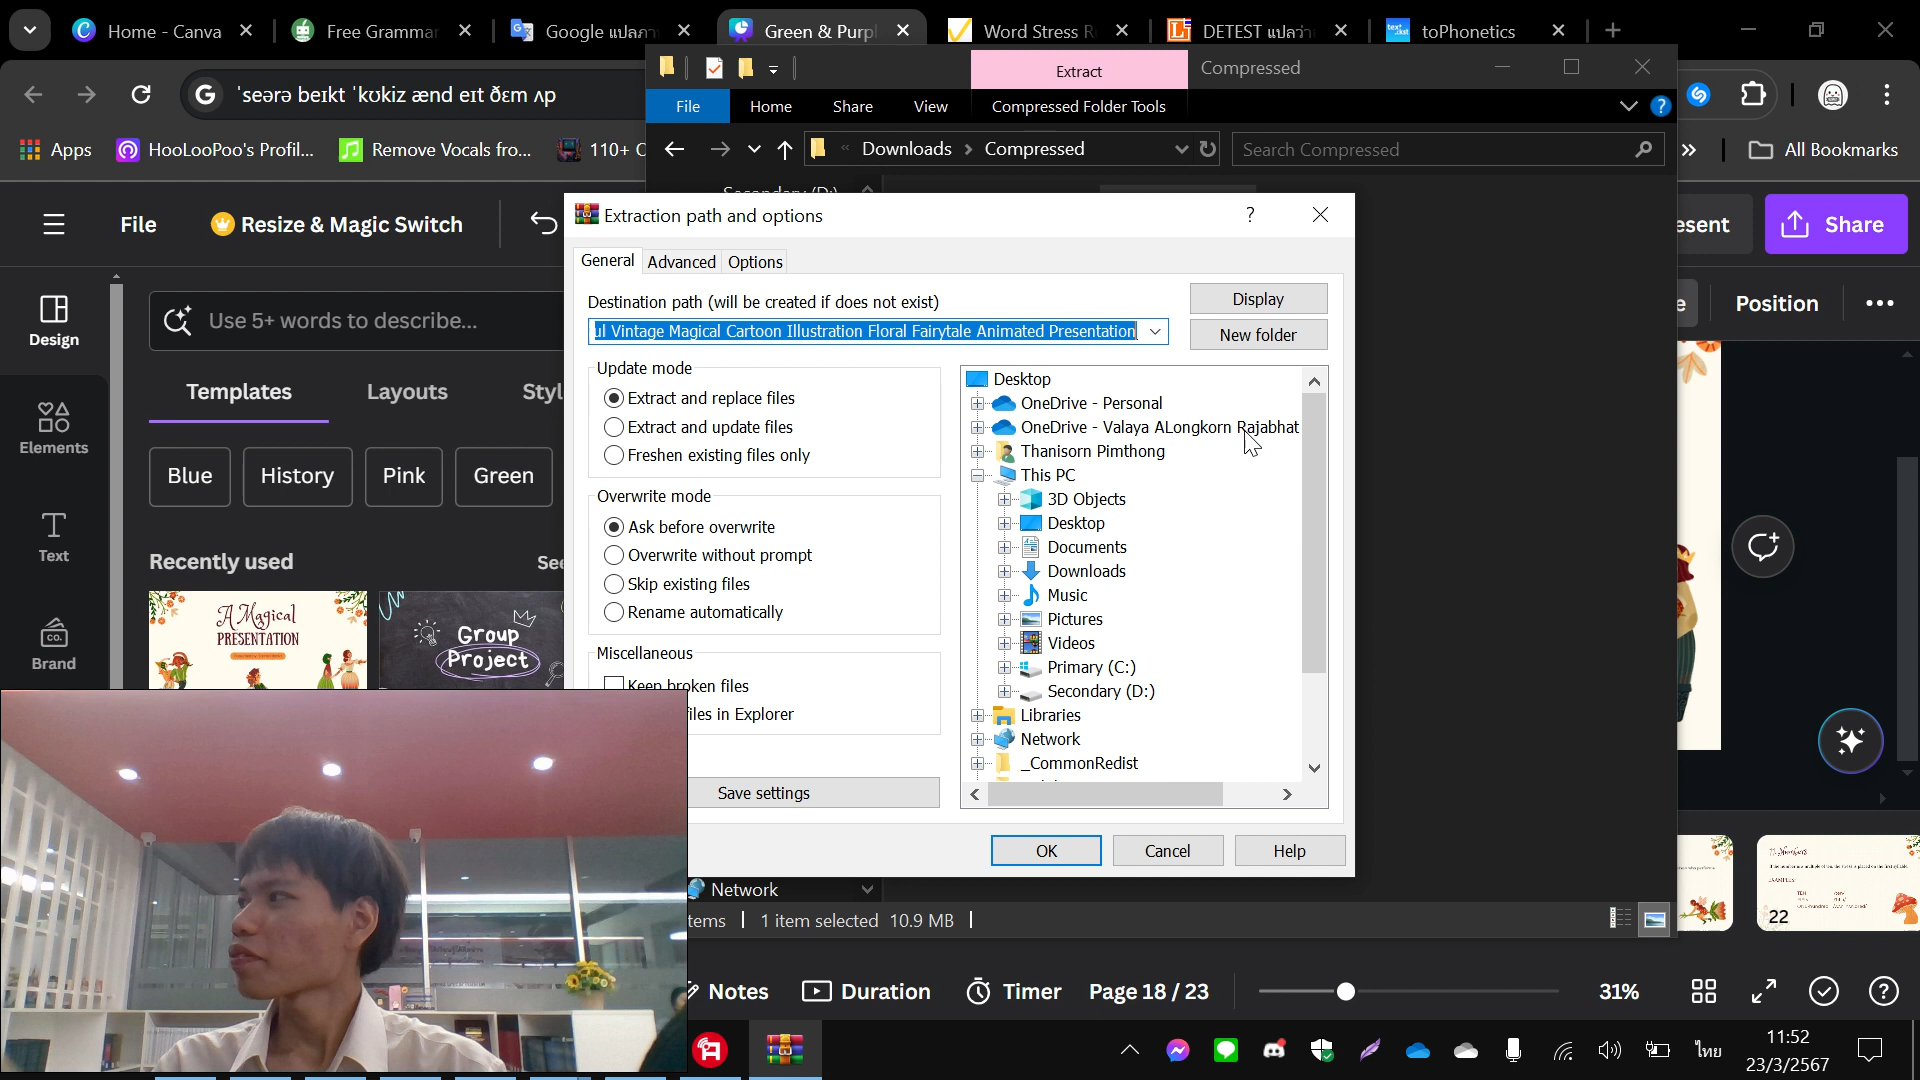 Home - Canva
Free Grammar
Google แปลภา
Green & Purpl
Word Stress R
DETEST แปลว่า
toPhonetics
Extract
Compressed
ˈseərə beɪkt ˈkʊkiz ænd eɪt ðɛm ʌp
File
Home
Share
View
Compressed Folder Tools
Apps
HooLooPoo's Profil...
Remove Vocals fro...
110+ C
Downloads
Compressed
Search Compressed
All Bookmarks
Secondary (D:)
File
Resize & Magic Switch
esent
Share
Extraction path and options
General
Advanced
Options
Destination path (will be created if does not exist)
Display
ul Vintage Magical Cartoon Illustration Floral Fairytale Animated Presentation
New folder
Design
Elements
Text
Brand
Use 5+ words to describe...
Templates
Layouts
Styl
Blue
History
Pink
Green
Recently used
See
A Magical
PRESENTATION
Group
Project
Update mode
Extract and replace files
Extract and update files
Freshen existing files only
Overwrite mode
Ask before overwrite
Overwrite without prompt
Skip existing files
Rename automatically
Miscellaneous
Keep broken files
files in Explorer
Save settings
Desktop
OneDrive - Personal
OneDrive - Valaya ALongkorn Rajabhat
Thanisorn Pimthong
This PC
3D Objects
Desktop
Documents
Downloads
Music
Pictures
Videos
Primary (C:)
Secondary (D:)
Libraries
Network
_CommonRedist
OK
Cancel
Help
e
Position
Network
tems
1 item selected 10.9 MB
22
Notes
Duration
Timer
Page 18 / 23
31%
ไทย
11:52
23/3/2567